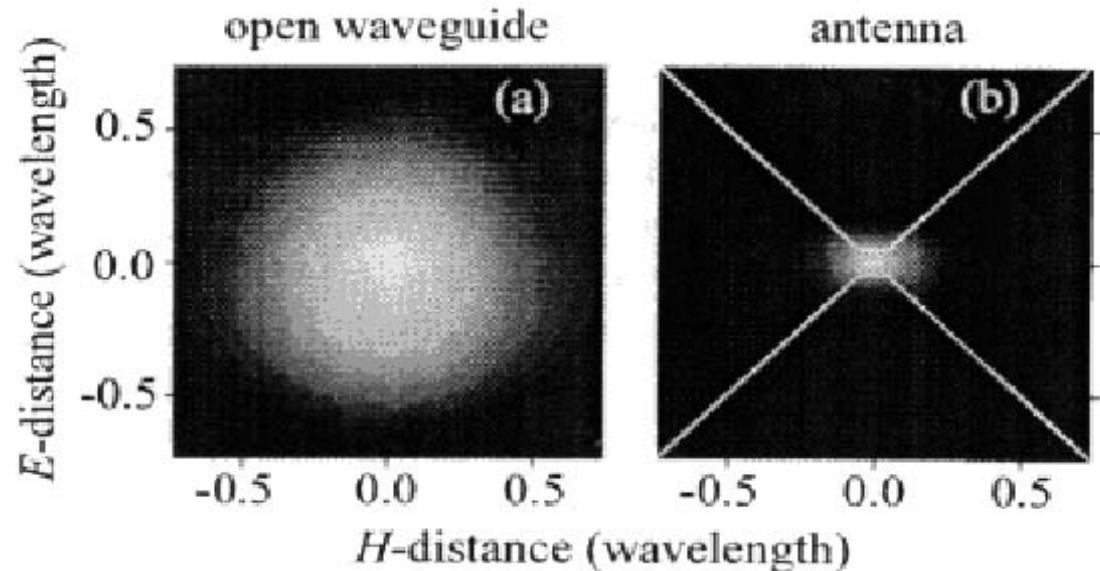 open waveguide
antenna
(a)
(b)
E-distance (wavelength)
0.5
0.0
-0.5
-0.5 0.0 0.5
-0.5 0.0 0.5
H-distance (wavelength)